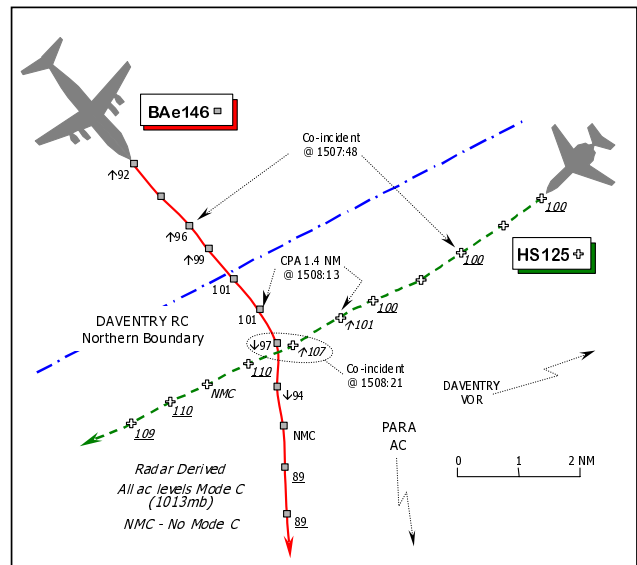 BAe146
Co-incident
@ 1507:48
↑92
100
↑96
100
HS125
↑99
CPA 1.4 NM
@ 1508:13
101
100
101
↑101
DAVENTRY RC
Northern Boundary
↓97
↑107
110
Co-incident
@ 1508:21
NMC
↓94
DAVENTRY
VOR
110
109
NMC
PARA
AC
0 1 2 NM
Radar Derived
All ac levels Mode C
(1013mb)
NMC - No Mode C
89
89